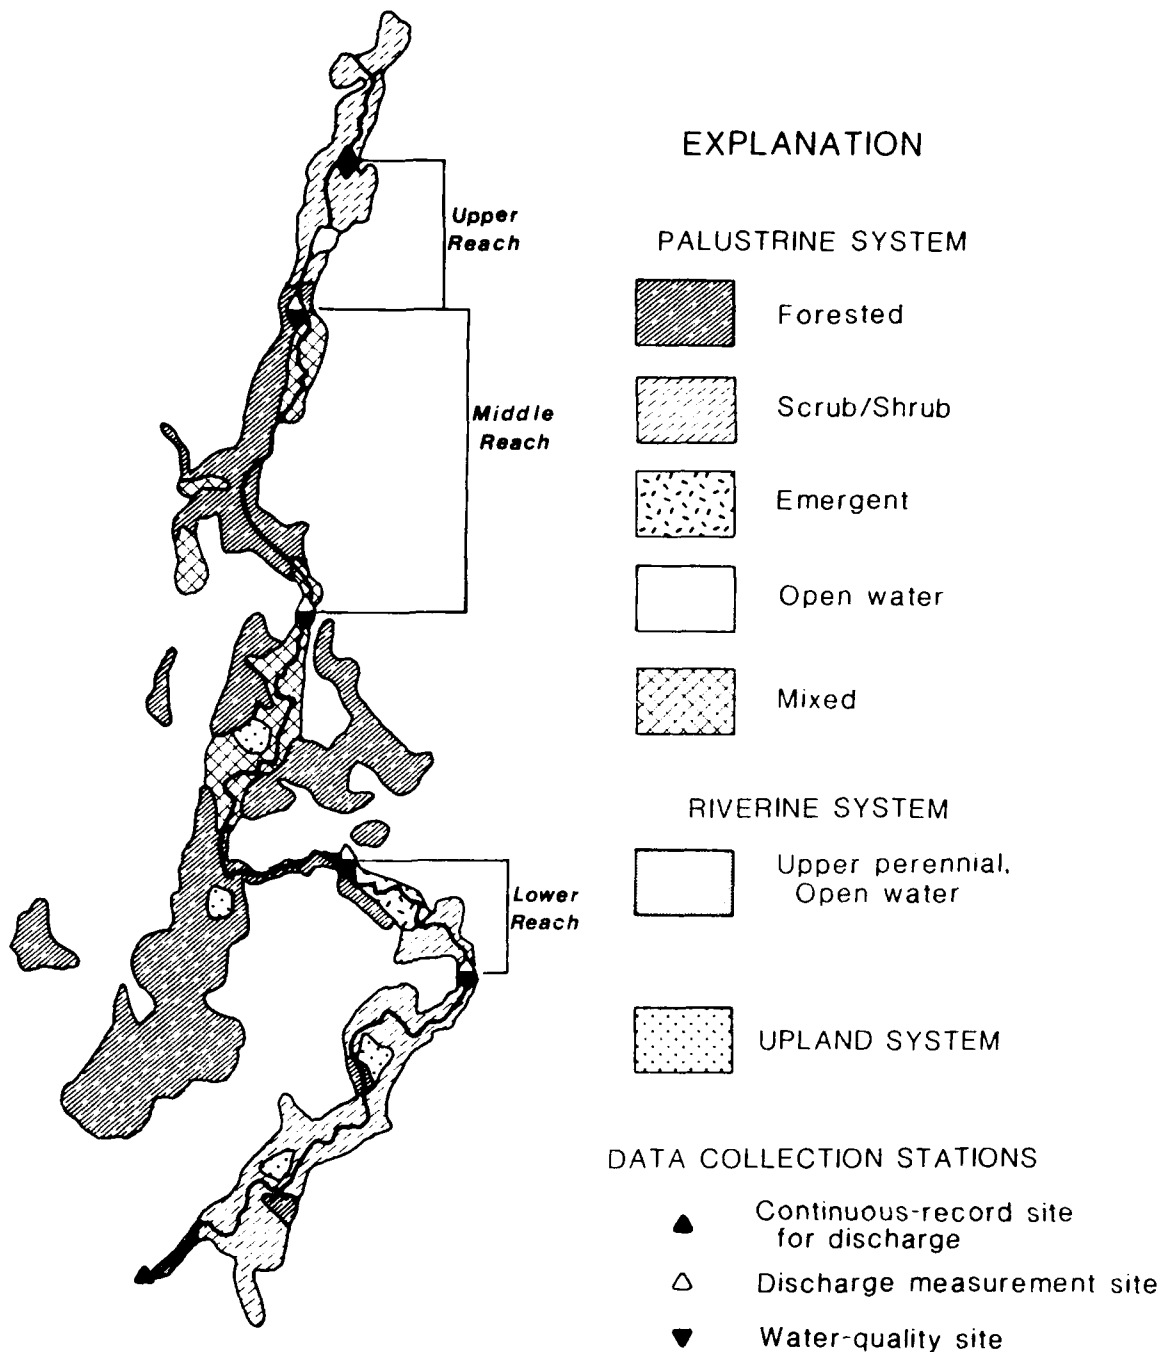 EXPLANATION
PALUSTRINE SYSTEM
Forested
Scrub/Shrub
Emergent
Open water
Mixed
RIVERINE SYSTEM
Upper perennial,
Open water
UPLAND SYSTEM
DATA COLLECTION STATIONS
Continuous-record site
for discharge
Discharge measurement site
Water-quality site
Upper
Reach
Middle
Reach
Lower
Reach